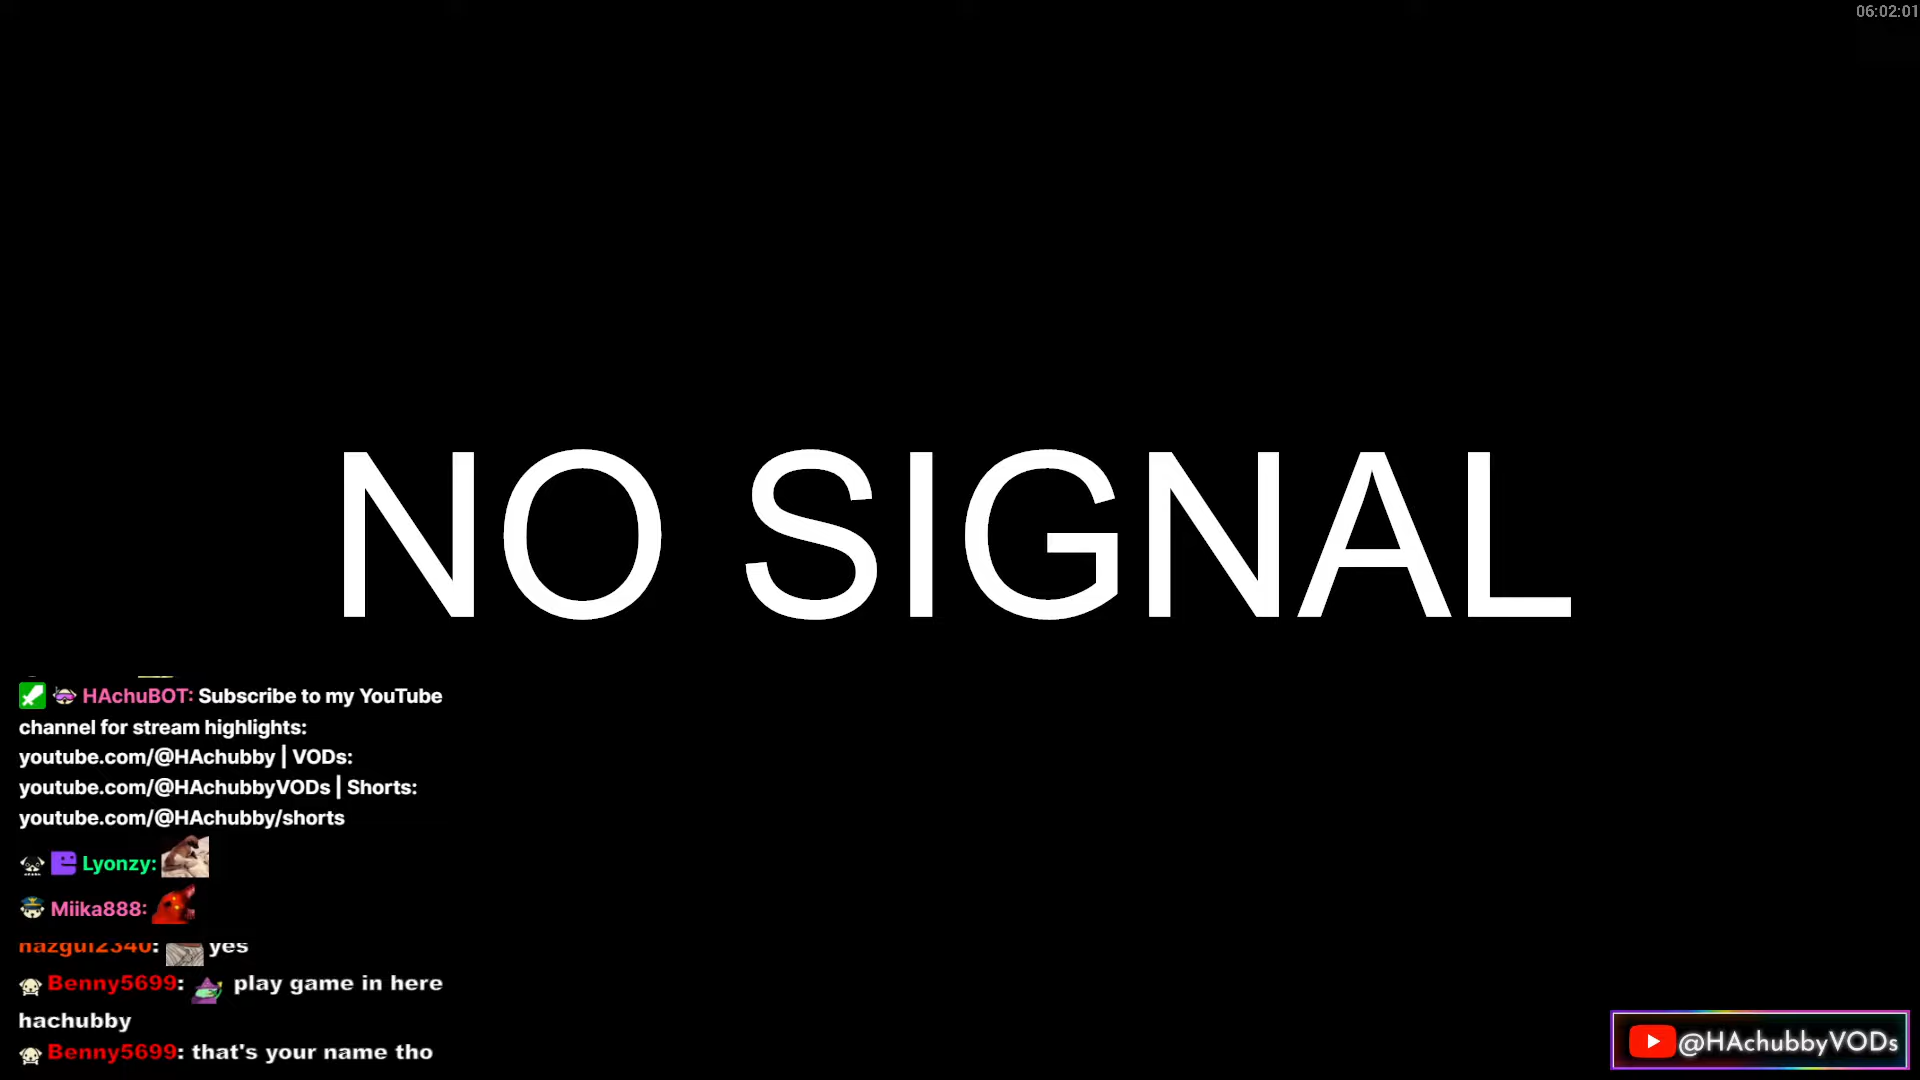 06:02:01
NO SIGNAL
HAchuBOT: Subscribe to my YouTube
channel for stream highlights:
youtube.com/@HAchubby | VODs:
youtube.com/@HAchubbyVODs | Shorts:
youtube.com/@HAchubby/shorts
Lyonzy:
Miika888:
nazgul2340: yes
Benny5699: play game in here
hachubby
Benny5699: that's your name tho
@HAchubbyVODs